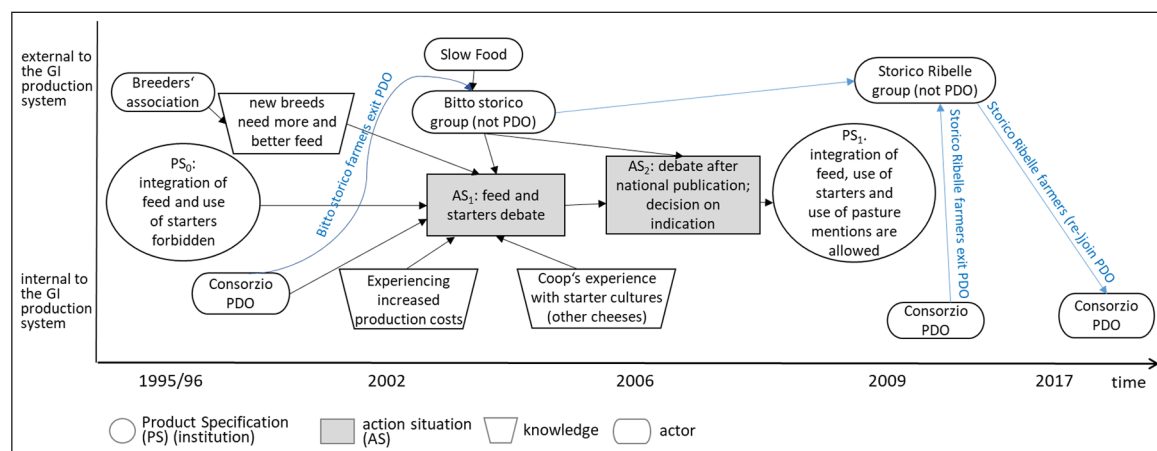 external to
the GI
production
system
Breeders‘
association
new breeds
need more and
better feed
Slow Food
Bitto storico
group (not PDO)
Storico Ribelle
group (not PDO)
PS0:
integration of
feed and use
of starters
forbidden
Bitto storico farmers exit PDO
AS1: feed and
starters debate
AS2: debate after
national publication;
decision on
indication
PS1:
integration of
feed, use of
starters and
use of pasture
mentions are
allowed
Storico Ribelle farmers exit PDO
Storico Ribelle farmers (re-)join PDO
internal to
the GI
production
system
Consorzio
PDO
Experiencing
increased
production costs
Coop‘s experience
with starter cultures
(other cheeses)
Consorzio
PDO
Consorzio
PDO
1995/96
2002
2006
2009
2017
time
Product Specification
(PS) (institution)
action situation
(AS)
knowledge
actor